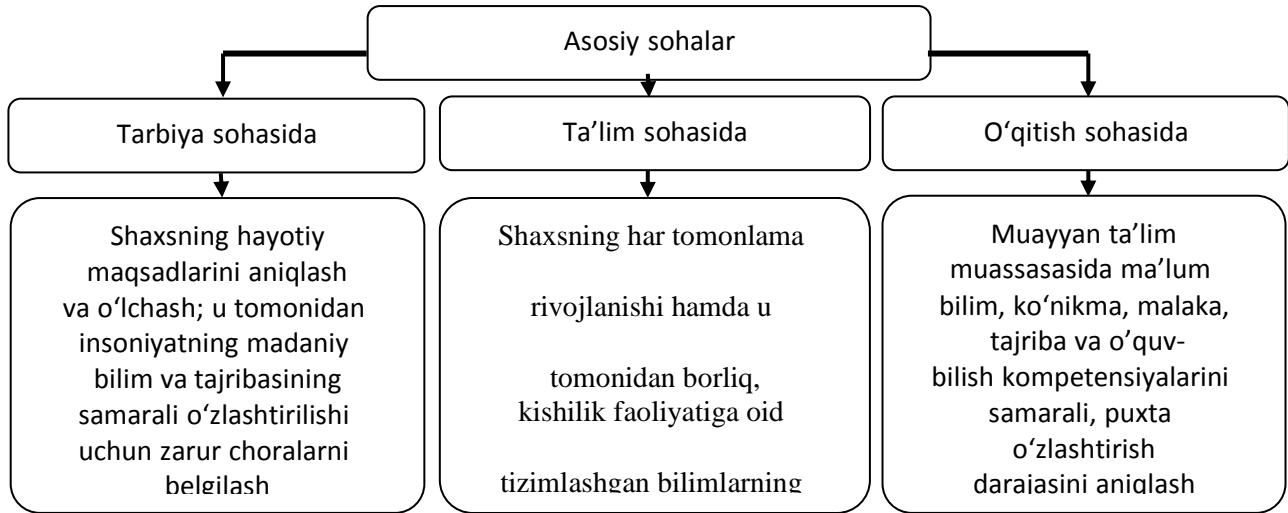 Asosiy sohalar
Tarbiya sohasida
Ta’lim sohasida
O‘qitish sohasida
Shaxsning hayotiy
maqsadlarini aniqlash
va o‘lchash; u tomonidan
insoniyatning madaniy
bilim va tajribasining
samarali o‘zlashtirilishi
uchun zarur choralarni
belgilash
Shaxsning har tomonlama
rivojlanishi hamda u
tomonidan borliq,
kishilik faoliyatiga oid
tizimlashgan bilimlarning
Muayyan ta’lim
muassasasida ma’lum
bilim, ko‘nikma, malaka,
tajriba va o’quv-
bilish kompetensiyalarini
samarali, puxta
o‘zlashtirish
darajasini aniqlash